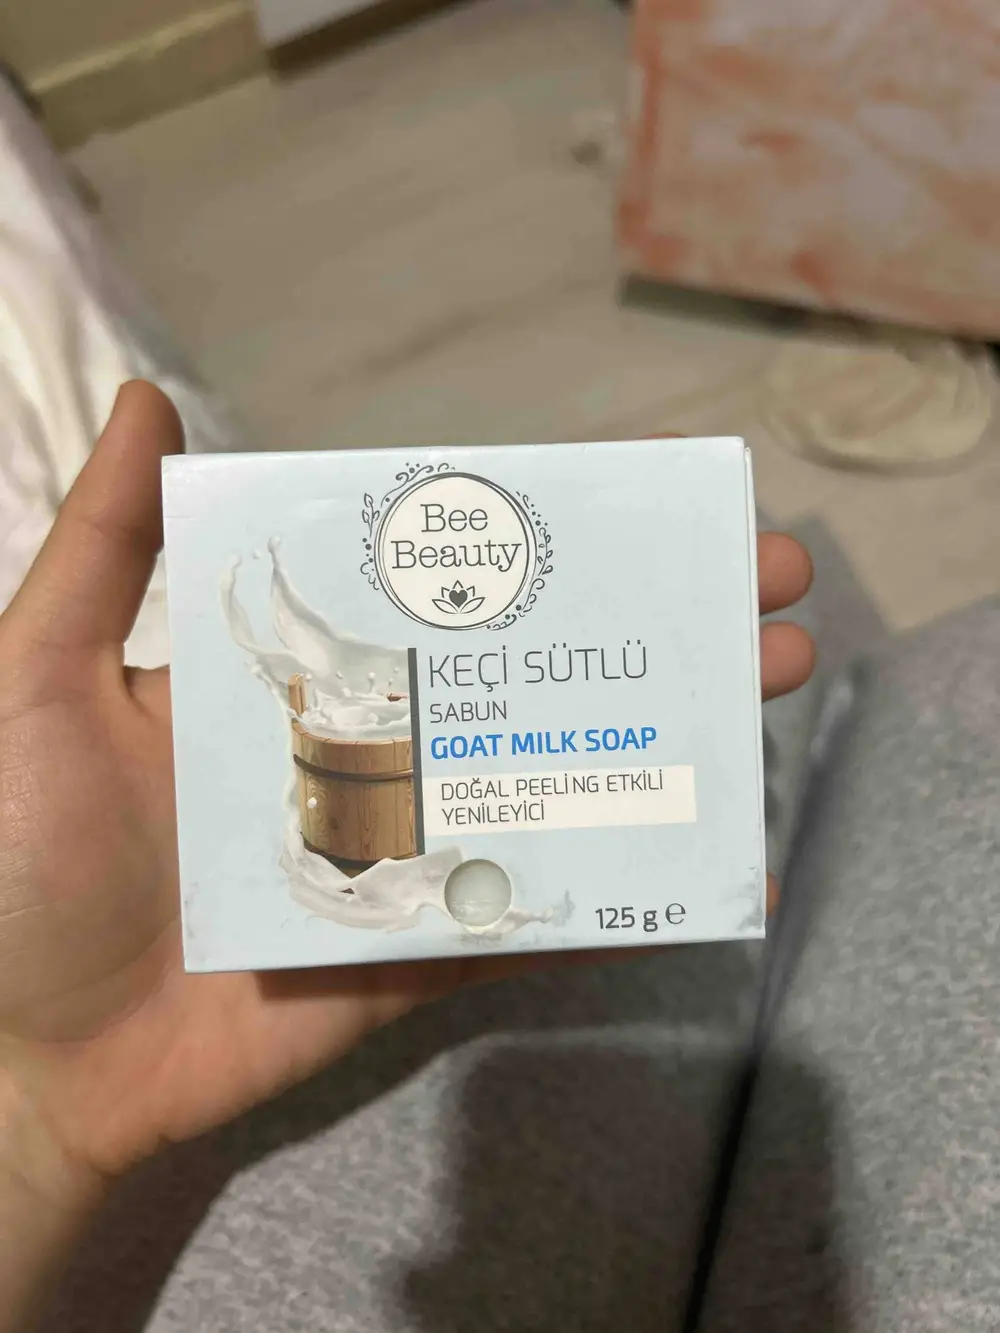 Bee
Beauty
KEÇİ SÜTLÜ
SABUN
GOAT MILK SOAP
DOĞAL PEELİNG ETKİLİ
YENİLEYİCİ
125 g ℮